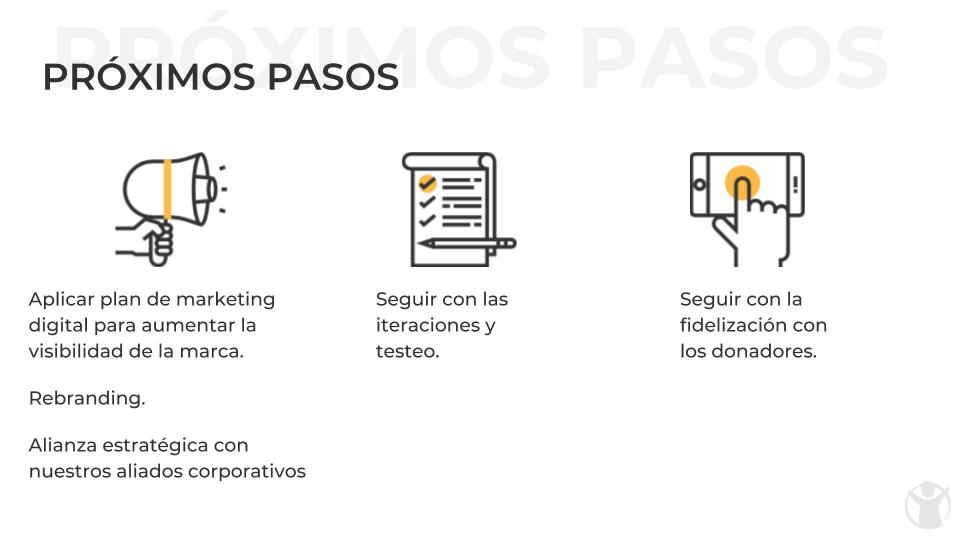 PRÓXIMOS PASOS
PRÓXIMOS PASOS
Aplicar plan de marketing
digital para aumentar la
visibilidad de la marca.
Rebranding.
Alianza estratégica con
nuestros aliados corporativos
Seguir con las
iteraciones y
testeo.
Seguir con la
fidelización con
los donadores.